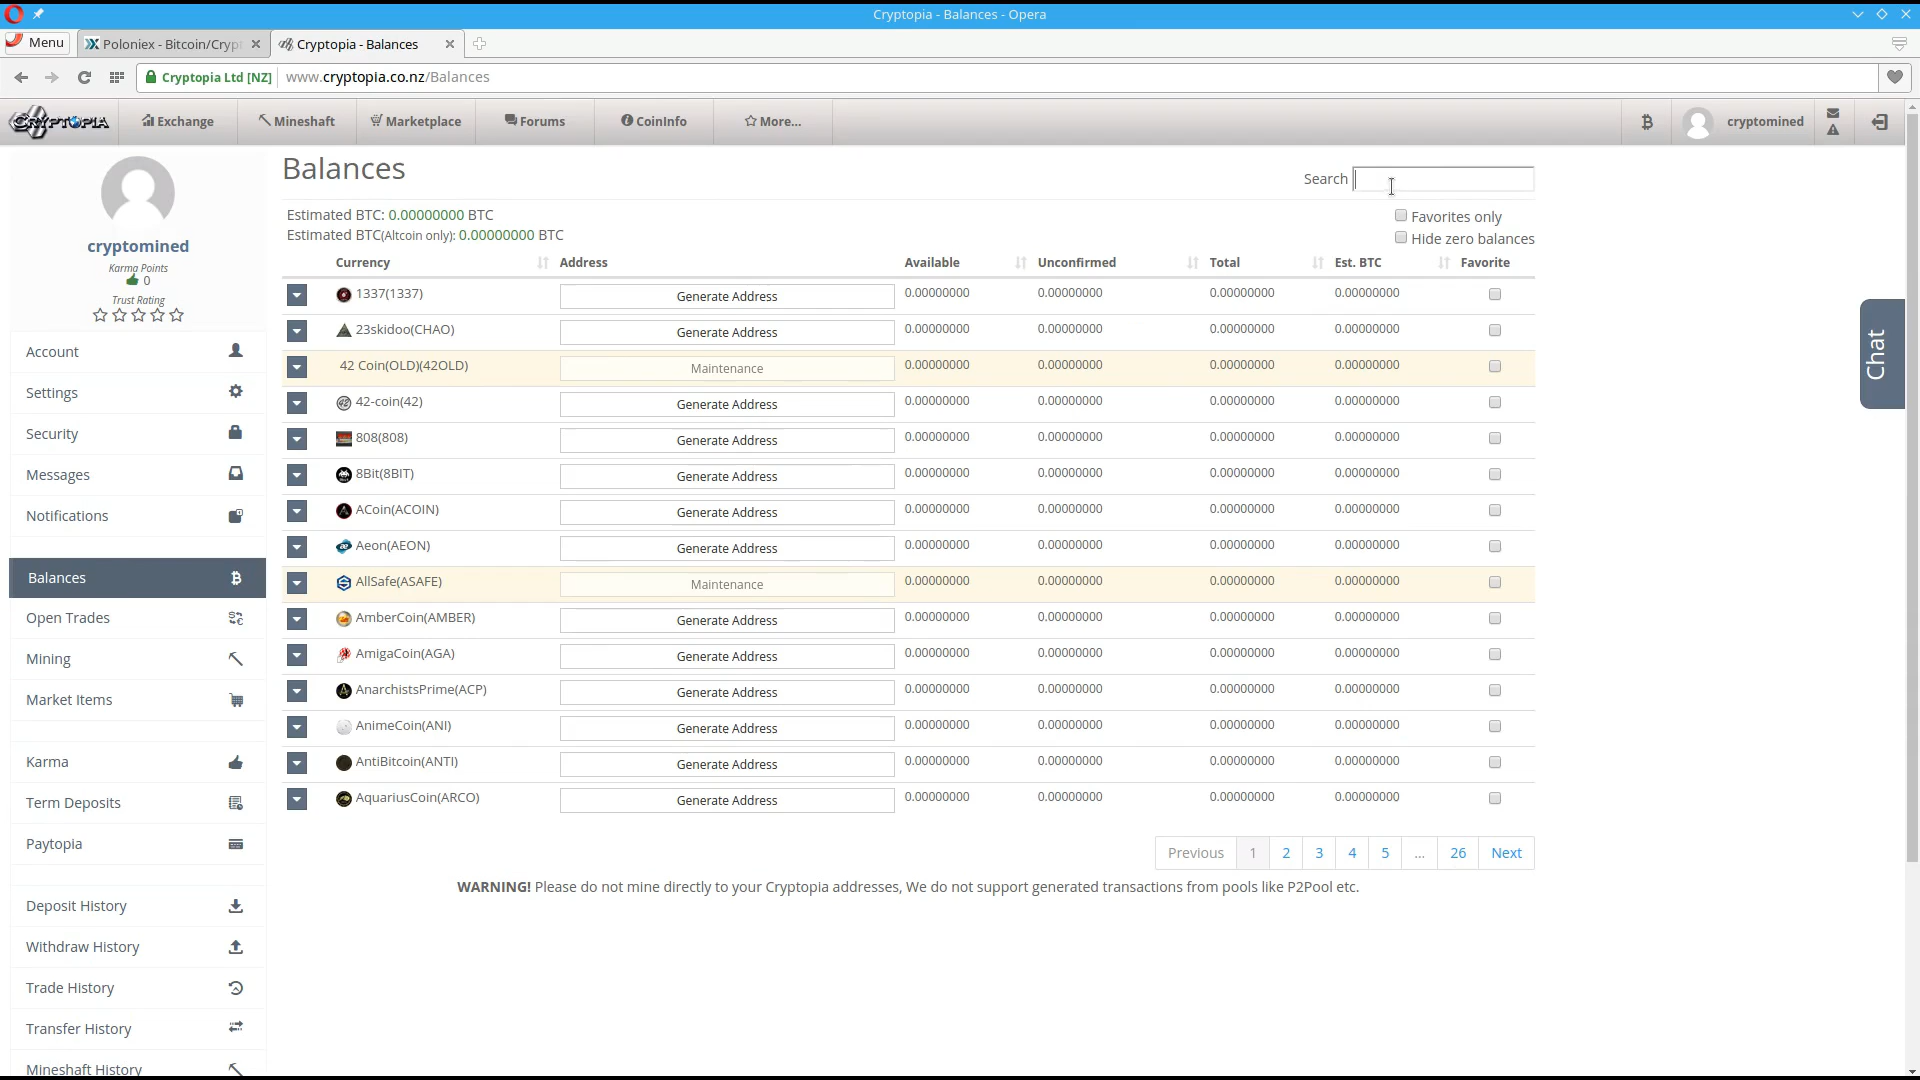 Cryptopia - Balances - Opera
Menu
Poloniex - Bitcoin/Cryp
Cryptopia - Balances
Cryptopia Ltd [NZ]
www.cryptopia.co.nz/Balances
CRYPTOPIA
Exchange
Mineshaft
Marketplace
Forums
CoinInfo
More...
cryptomined
Balances
Search
cryptomined
Karma Points
0
Trust Rating
Estimated BTC: 0.00000000 BTC
Estimated BTC(Altcoin only): 0.00000000 BTC
Favorites only
Hide zero balances
Currency Address Available Unconfirmed Total Est. BTC Favorite
1337(1337) Generate Address 0.00000000 0.00000000 0.00000000 0.00000000
23skidoo(CHAO) Generate Address 0.00000000 0.00000000 0.00000000 0.00000000
42 Coin(OLD)(42OLD) Maintenance 0.00000000 0.00000000 0.00000000 0.00000000
42-coin(42) Generate Address 0.00000000 0.00000000 0.00000000 0.00000000
808(808) Generate Address 0.00000000 0.00000000 0.00000000 0.00000000
8Bit(8BIT) Generate Address 0.00000000 0.00000000 0.00000000 0.00000000
ACoin(ACOIN) Generate Address 0.00000000 0.00000000 0.00000000 0.00000000
Aeon(AEON) Generate Address 0.00000000 0.00000000 0.00000000 0.00000000
AllSafe(ASAFE) Maintenance 0.00000000 0.00000000 0.00000000 0.00000000
AmberCoin(AMBER) Generate Address 0.00000000 0.00000000 0.00000000 0.00000000
AmigaCoin(AGA) Generate Address 0.00000000 0.00000000 0.00000000 0.00000000
AnarchistsPrime(ACP) Generate Address 0.00000000 0.00000000 0.00000000 0.00000000
AnimeCoin(ANI) Generate Address 0.00000000 0.00000000 0.00000000 0.00000000
AntiBitcoin(ANTI) Generate Address 0.00000000 0.00000000 0.00000000 0.00000000
AquariusCoin(ARCO) Generate Address 0.00000000 0.00000000 0.00000000 0.00000000
Previous 1 2 3 4 5 ... 26 Next
WARNING! Please do not mine directly to your Cryptopia addresses, We do not support generated transactions from pools like P2Pool etc.
Account
Settings
Security
Messages
Notifications
Balances
Open Trades
Mining
Market Items
Karma
Term Deposits
Paytopia
Deposit History
Withdraw History
Trade History
Transfer History
Mineshaft History
Chat